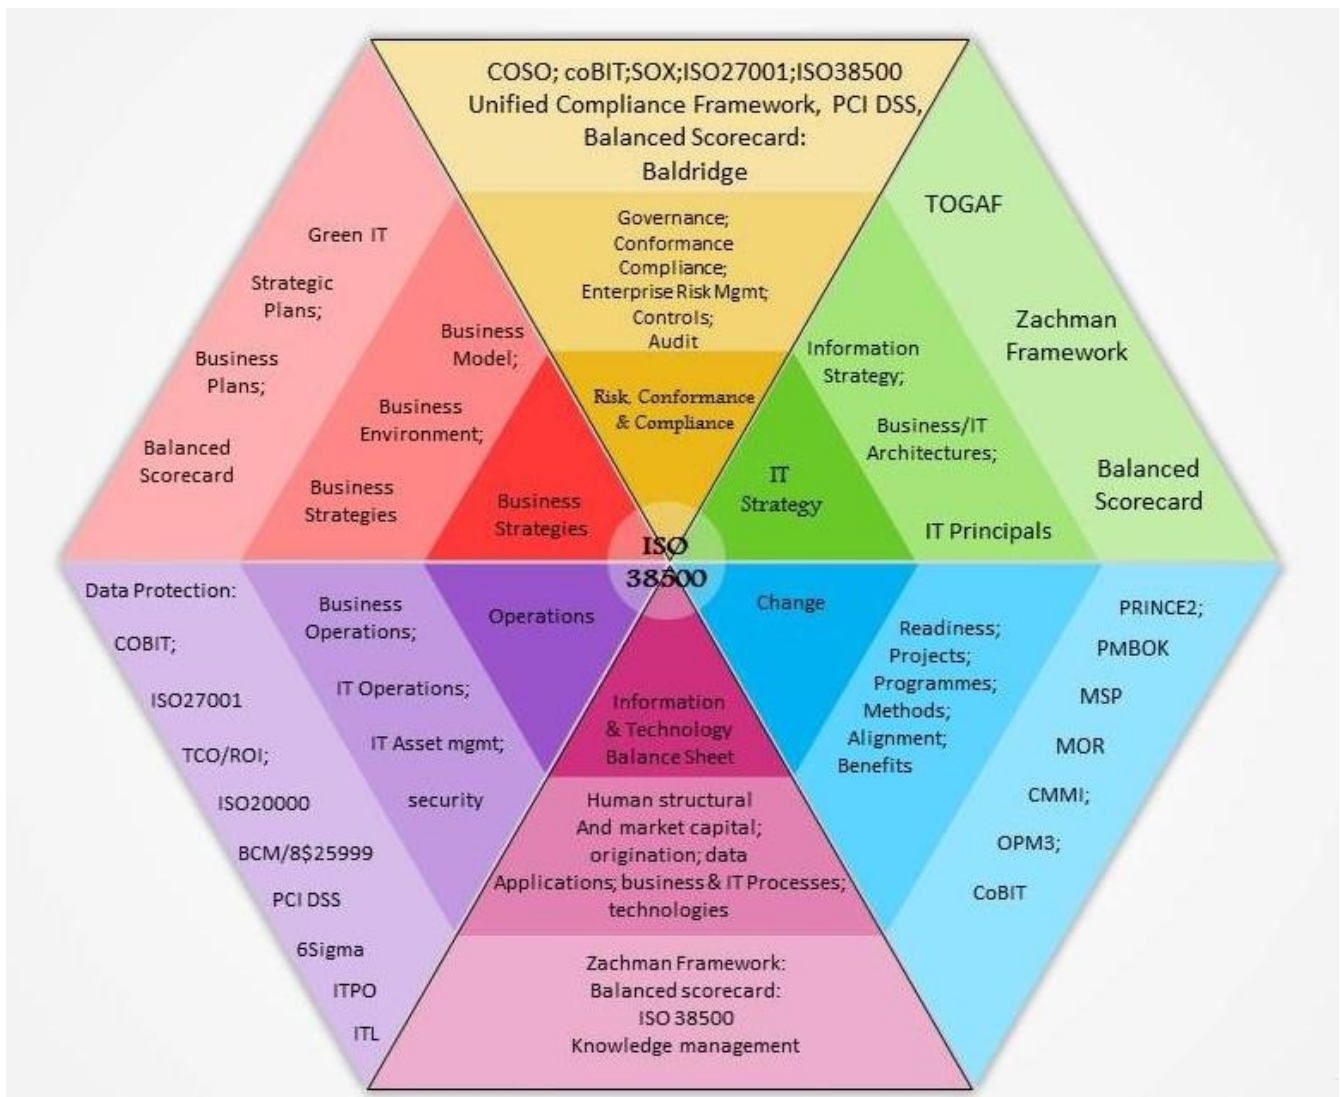 COSO; coBIT;SOX;ISO27001;ISO38500
Unified Compliance Framework, PCI DSS,
Balanced Scorecard:
Baldridge
Governance;
Conformance
Compliance;
Enterprise Risk Mgmt;
Controls;
Audit
Risk, Conformance
& Compliance
Green IT
Strategic
Plans;
Business
Plans;
Balanced
Scorecard
Business
Model;
Business
Environment;
Business
Strategies
Business
Strategies
TOGAF
Zachman
Framework
Balanced
Scorecard
Information
Strategy;
Business/IT
Architectures;
IT Principals
IT
Strategy
ISO
38500
Data Protection:
COBIT;
ISO27001
TCO/ROI;
ISO20000
BCM/8$25999
PCI DSS
6Sigma
ITPO
ITL
Business
Operations;
IT Operations;
IT Asset mgmt;
security
Operations
Information
& Technology
Balance Sheet
Human structural
And market capital;
origination; data
Applications; business & IT Processes;
technologies
Zachman Framework:
Balanced scorecard:
ISO 38500
Knowledge management
Change
Readiness;
Projects;
Programmes;
Methods;
Alignment;
Benefits
PRINCE2;
PMBOK
MSP
MOR
CMMI;
OPM3;
CoBIT